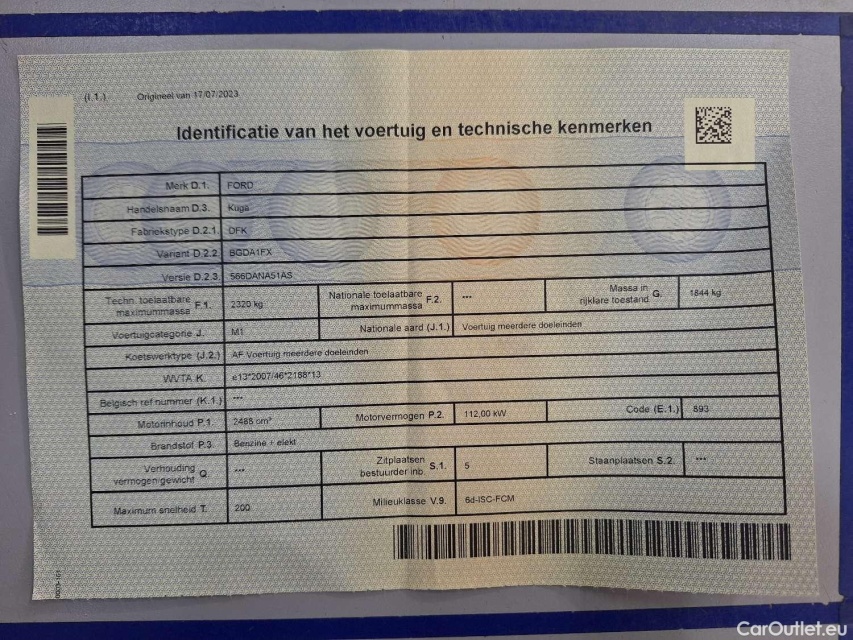 (I.1.) Origineel van 17/07/2023
Identificatie van het voertuig en technische kenmerken
Merk D.1. FORD
Handelsnaam D.3. Kuga
Fabriekstype D.2.1. DFK
Variant D.2.2. BGDA1FX
Versie D.2.3. 566DANA51AS
Techn. toelaatbare maximummassa F.1. 2320 kg Nationale toelaatbare maximummassa F.2. --- Massa in rijklare toestand G. 1844 kg
Voertuigcategorie J. M1 Nationale aard (J.1.) Voertuig meerdere doeleinden
Koetswerktype (J.2.) AF Voertuig meerdere doeleinden
WVTA K. e13*2007/46*2188*13
Belgisch ref nummer (K.1.) ---
Motorinhoud P.1. 2488 cm³ Motorvermogen P.2. 112,00 kW Code (E.1.) 893
Brandstof P.3. Benzine + elekt
Verhouding vermogen/gewicht Q. --- Zitplaatsen bestuurder inb. S.1. 5 Staanplaatsen S.2. ---
Maximum snelheid T. 200 Milieuklasse V.9. 6d-ISC-FCM
CarOutlet.eu